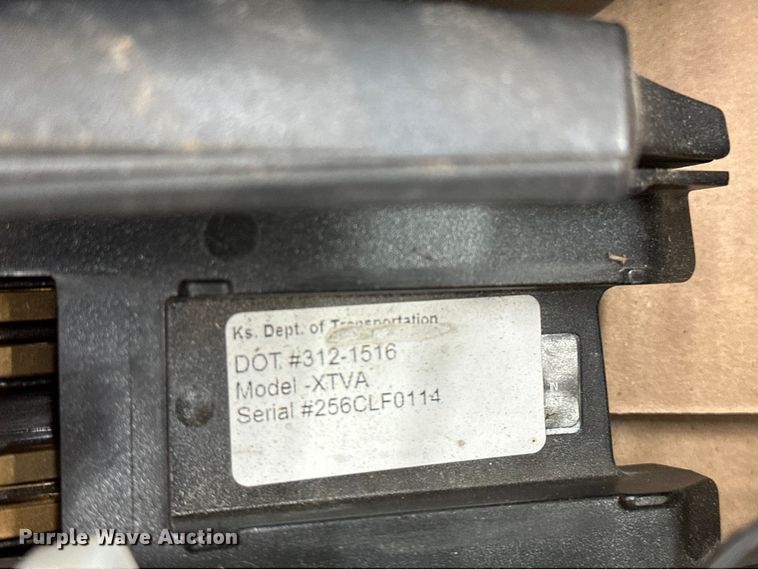 Ks. Dept. of Transportation
DOT #312-1516
Model -XTVA
Serial #256CLF0114
Purple Wave Auction